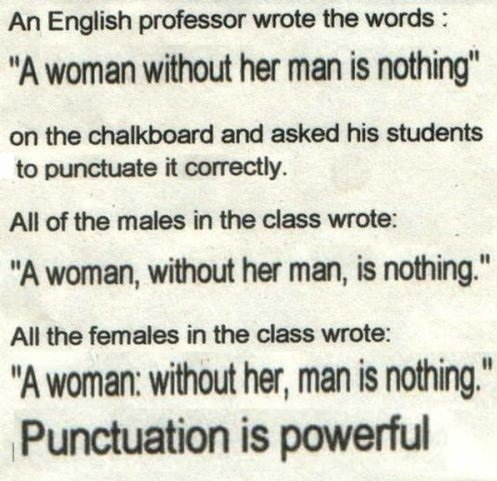 An English professor wrote the words :
"A woman without her man is nothing"
on the chalkboard and asked his students
to punctuate it correctly.
All of the males in the class wrote:
"A woman, without her man, is nothing."
All the females in the class wrote:
"A woman: without her, man is nothing."
Punctuation is powerful